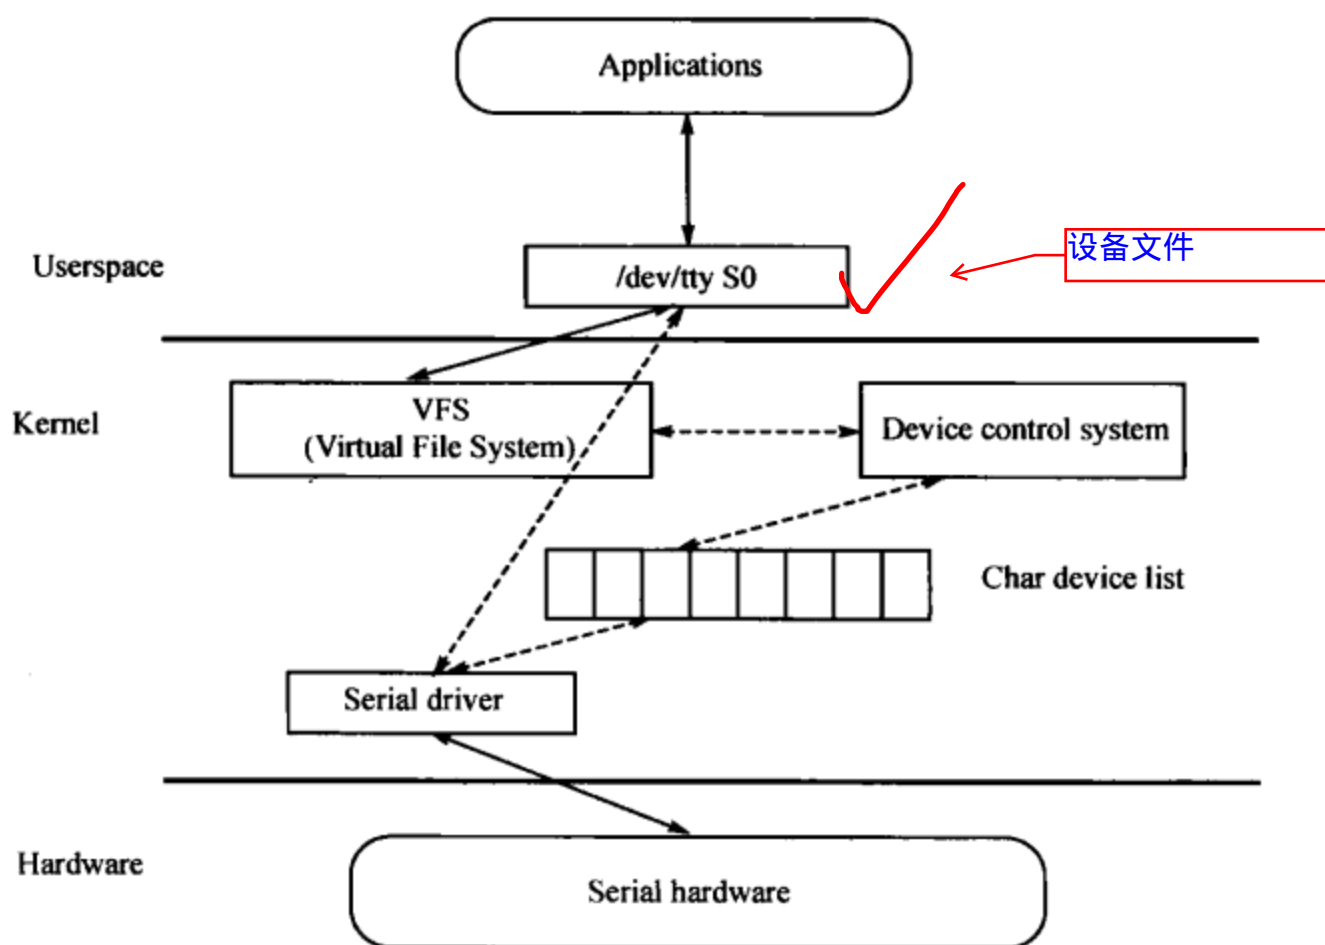 Applications
Userspace
/dev/tty S0
设备文件
Kernel
VFS
(Virtual File System)
Device control system
Char device list
Serial driver
Hardware
Serial hardware